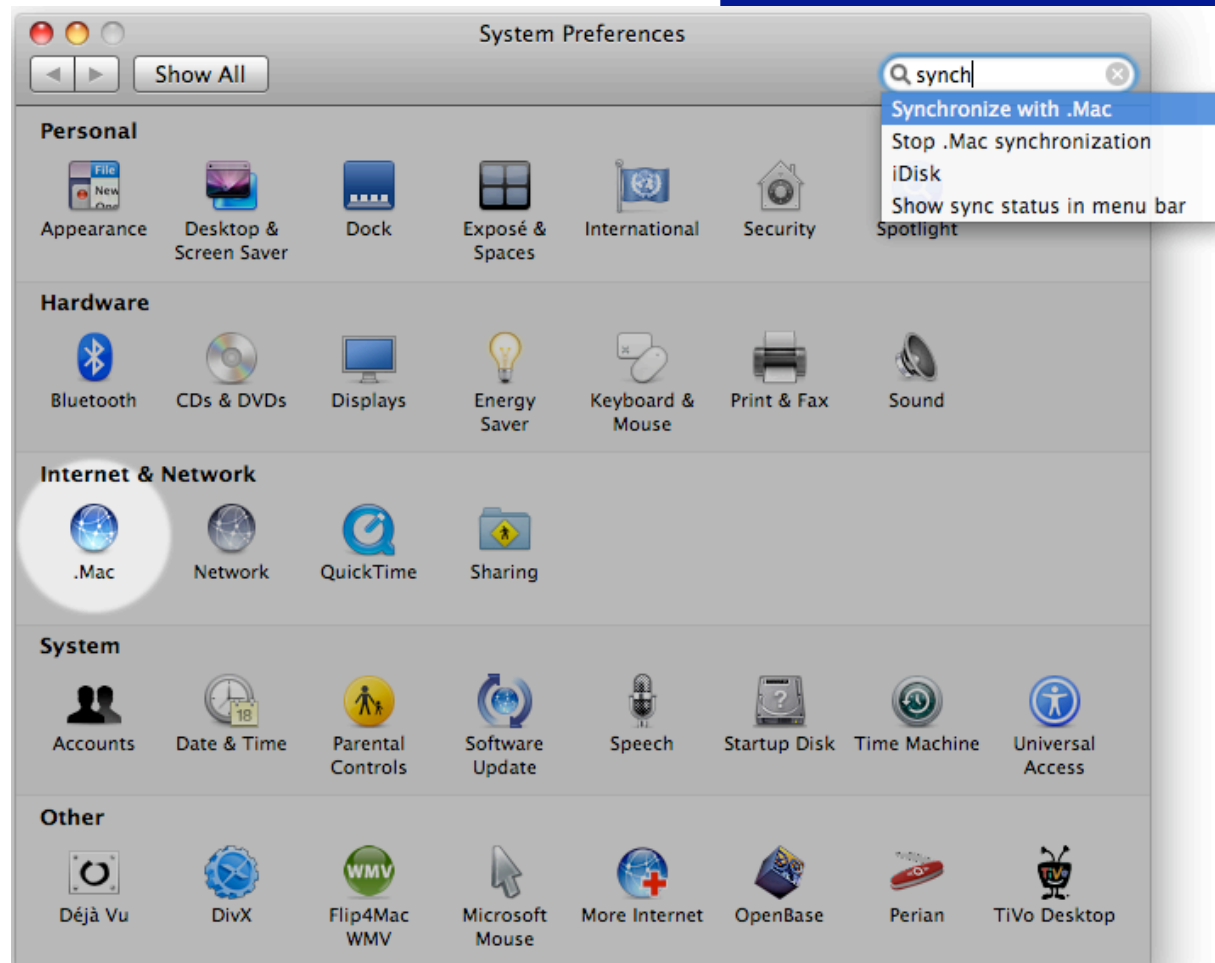 System Preferences
Show All
synch
Synchronize with .Mac
Stop .Mac synchronization
iDisk
Show sync status in menu bar
Personal
File
New
Appearance
Desktop &
Screen Saver
Dock
Exposé &
Spaces
International
Security
Spotlight
Hardware
Bluetooth
CDs & DVDs
Displays
Energy
Saver
Keyboard &
Mouse
Print & Fax
Sound
Internet & Network
.Mac
Network
QuickTime
Sharing
System
18
Accounts
Date & Time
Parental
Controls
Software
Update
Speech
?
Startup Disk
Time Machine
Universal
Access
Other
WMV
TiVo
Déjà Vu
DivX
Flip4Mac
WMV
Microsoft
Mouse
More Internet
OpenBase
Perian
TiVo Desktop